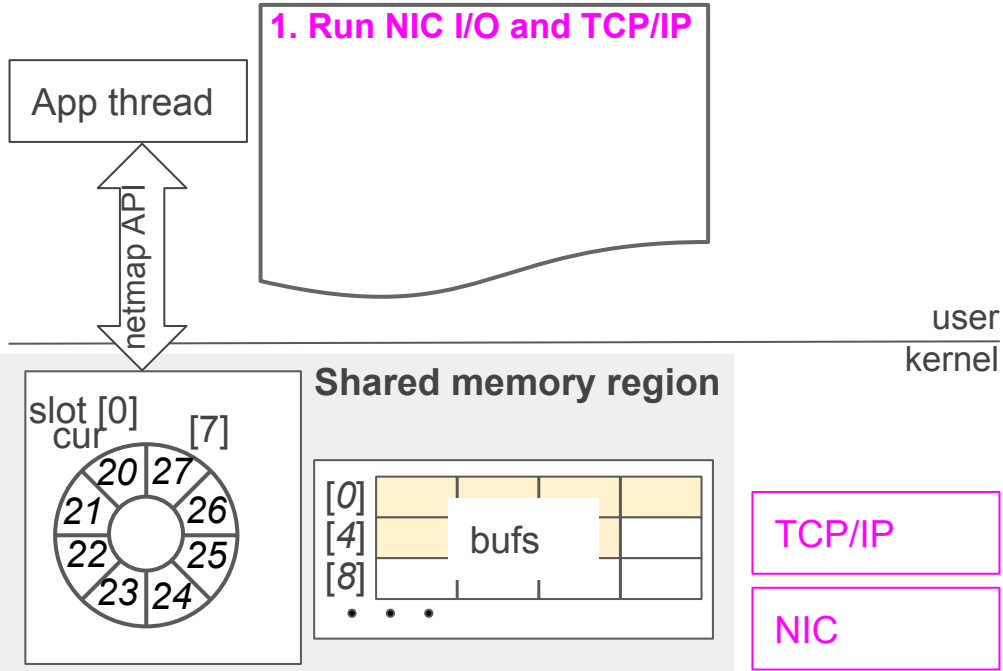 1. Run NIC I/O and TCP/IP
App thread
netmap API
user
kernel
Shared memory region
slot [0]
cur
[7]
20 27
21 26
22 25
23 24
[0]
[4]
[8]
bufs
• • •
TCP/IP
NIC